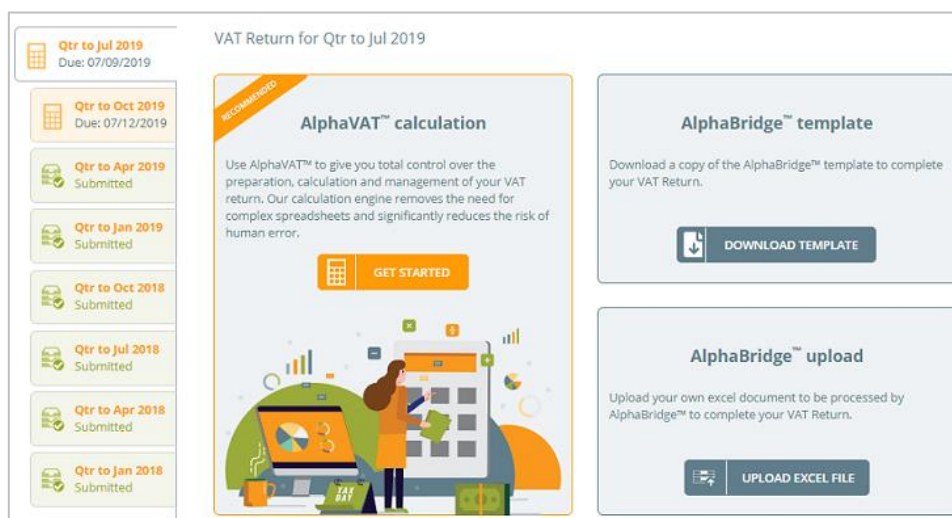 Qtr to Jul 2019
Due: 07/09/2019
Qtr to Oct 2019
Due: 07/12/2019
Qtr to Apr 2019
Submitted
Qtr to Jan 2019
Submitted
Qtr to Oct 2018
Submitted
Qtr to Jul 2018
Submitted
Qtr to Apr 2018
Submitted
Qtr to Jan 2018
Submitted
VAT Return for Qtr to Jul 2019
RECOMMENDED
AlphaVAT™ calculation
Use AlphaVAT™ to give you total control over the
preparation, calculation and management of your VAT
return. Our calculation engine removes the need for
complex spreadsheets and significantly reduces the risk of
human error.
GET STARTED
TAX
DAY
AlphaBridge™ template
Download a copy of the AlphaBridge™ template to complete
your VAT Return.
DOWNLOAD TEMPLATE
AlphaBridge™ upload
Upload your own excel document to be processed by
AlphaBridge™ to complete your VAT Return.
UPLOAD EXCEL FILE